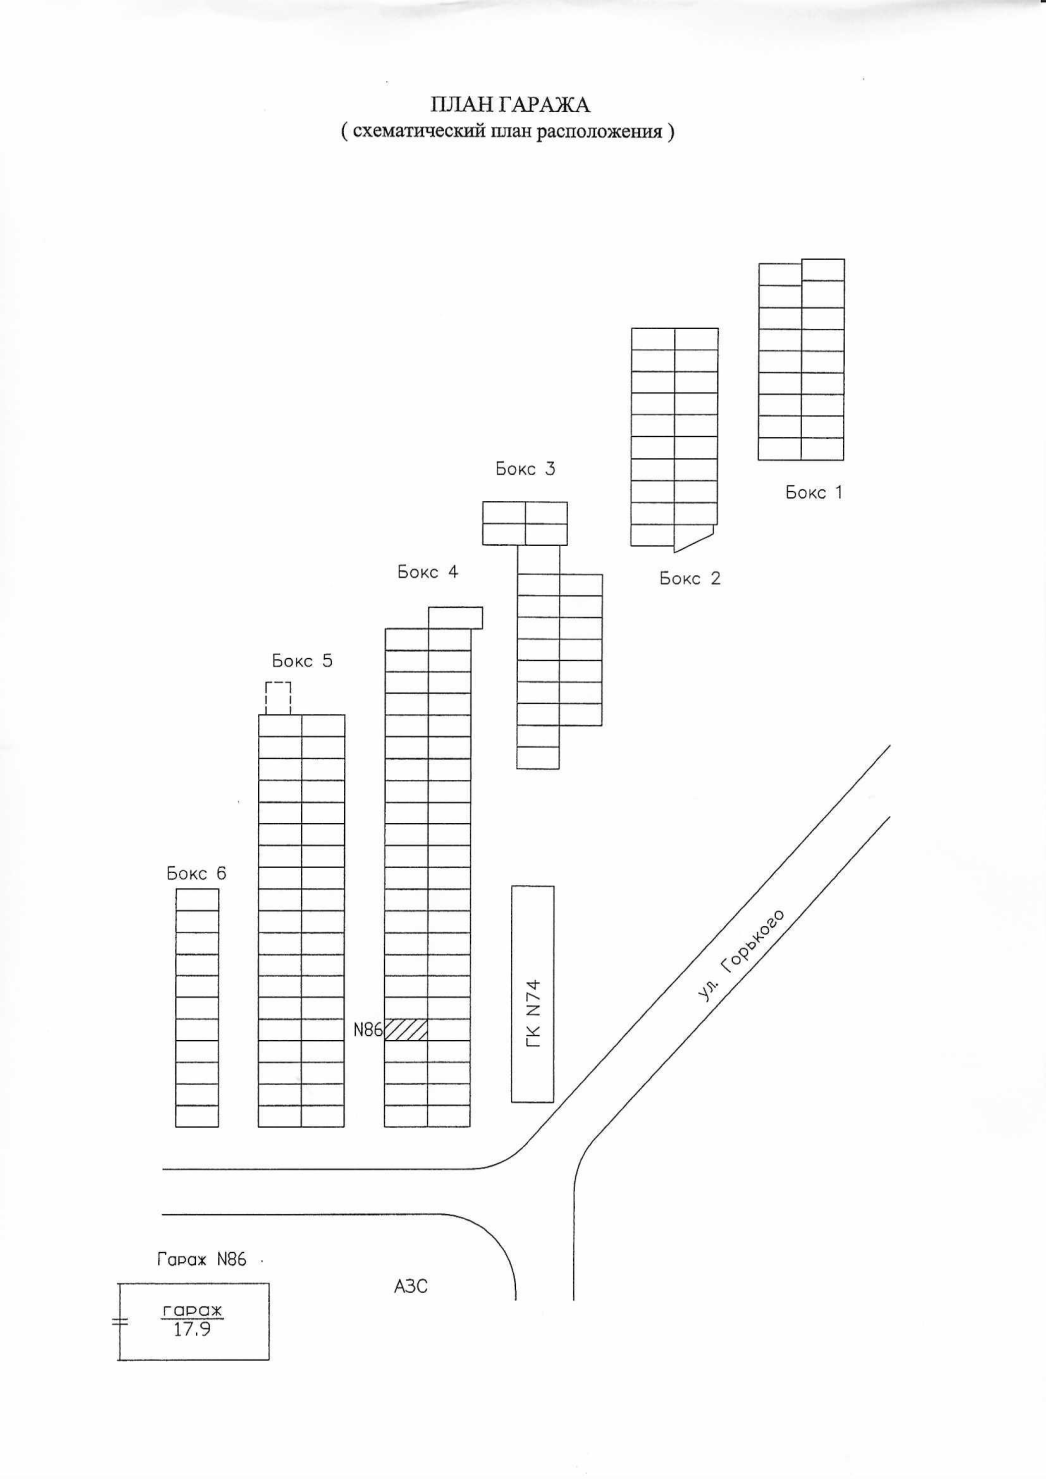 ПЛАН ГАРАЖА
( схематический план расположения )
Бокс 1
Бокс 2
Бокс 3
Бокс 4
Бокс 5
Бокс 6
N86
ГК N74
ул. Горького
Гараж N86
гараж
17.9
АЗС